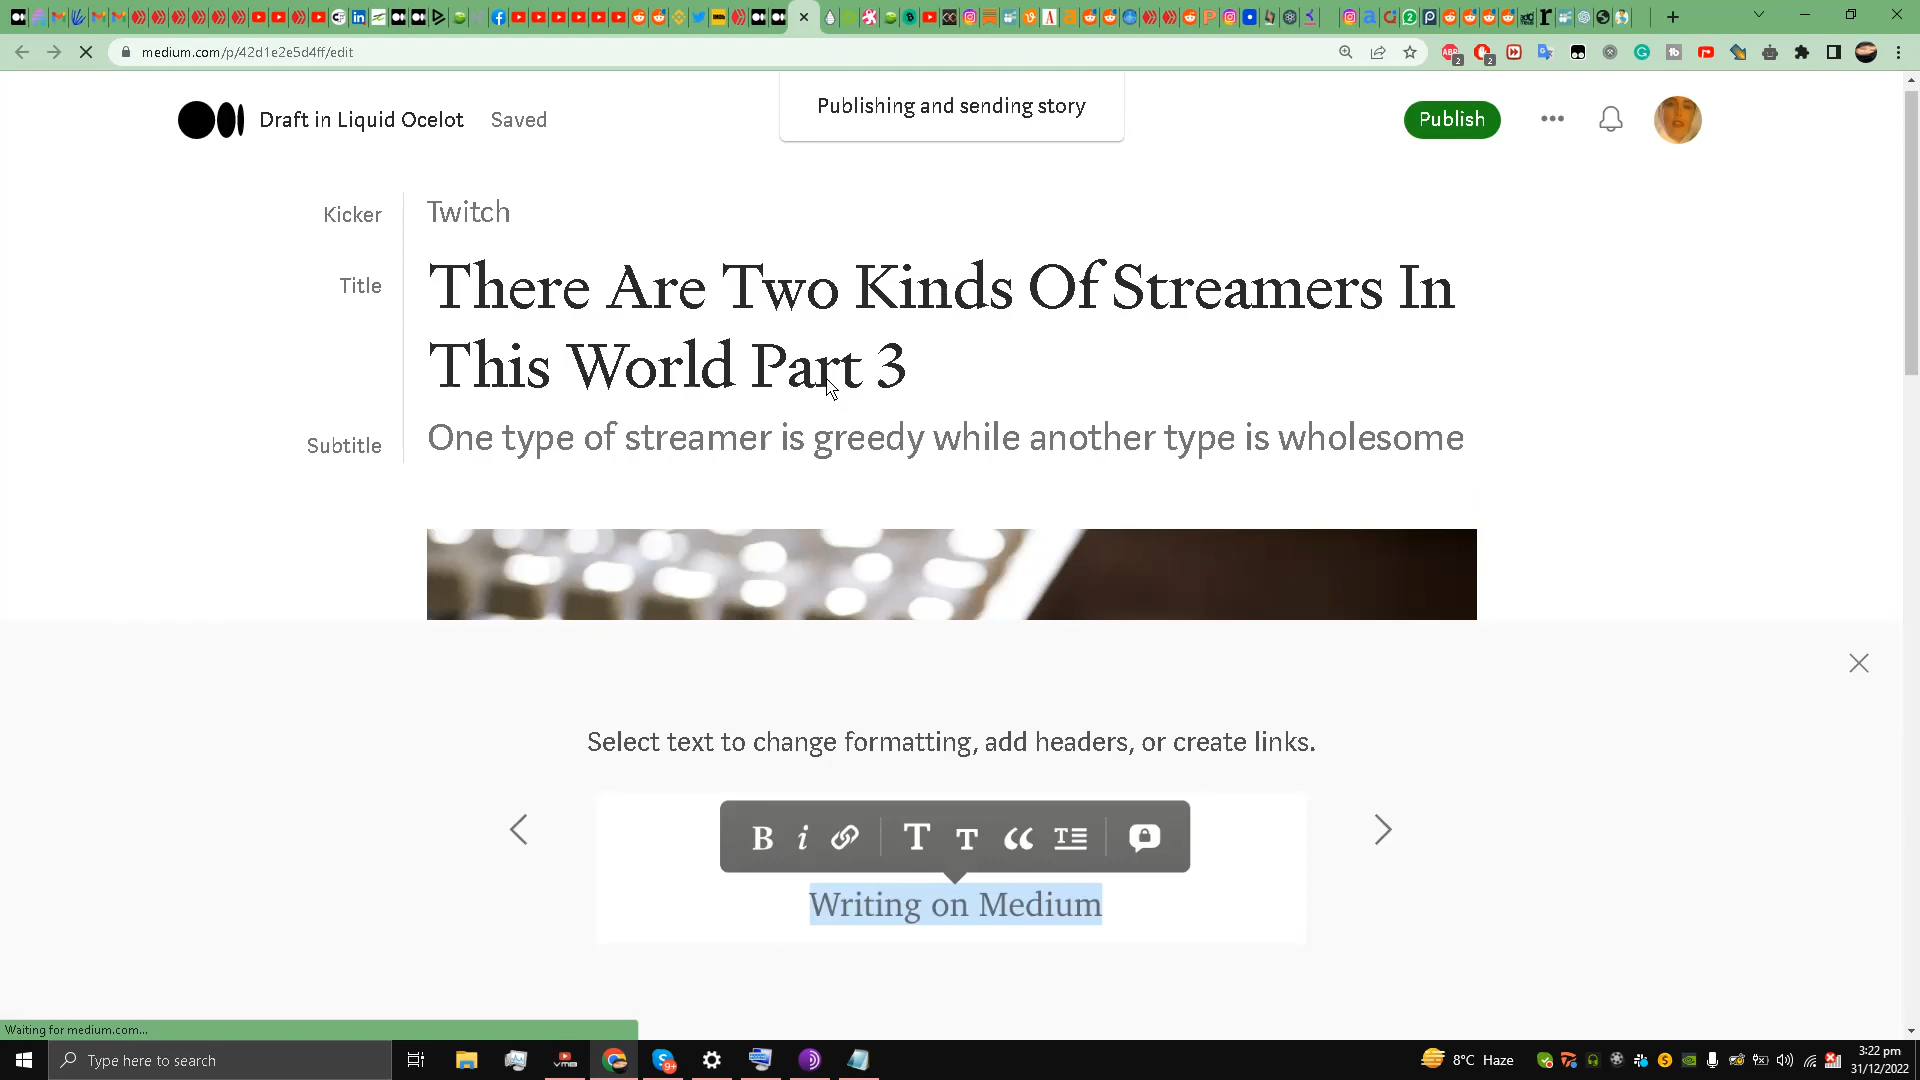 medium.com/p/42d1e2e5d4ff/edit
Publishing and sending story
Draft in Liquid Ocelot Saved
Publish
Kicker Twitch
Title There Are Two Kinds Of Streamers In
This World Part 3
Subtitle One type of streamer is greedy while another type is wholesome
Select text to change formatting, add headers, or create links.
B i T T
Writing on Medium
Waiting for medium.com...
Type here to search
8°C Haze
3:22 pm
31/12/2022